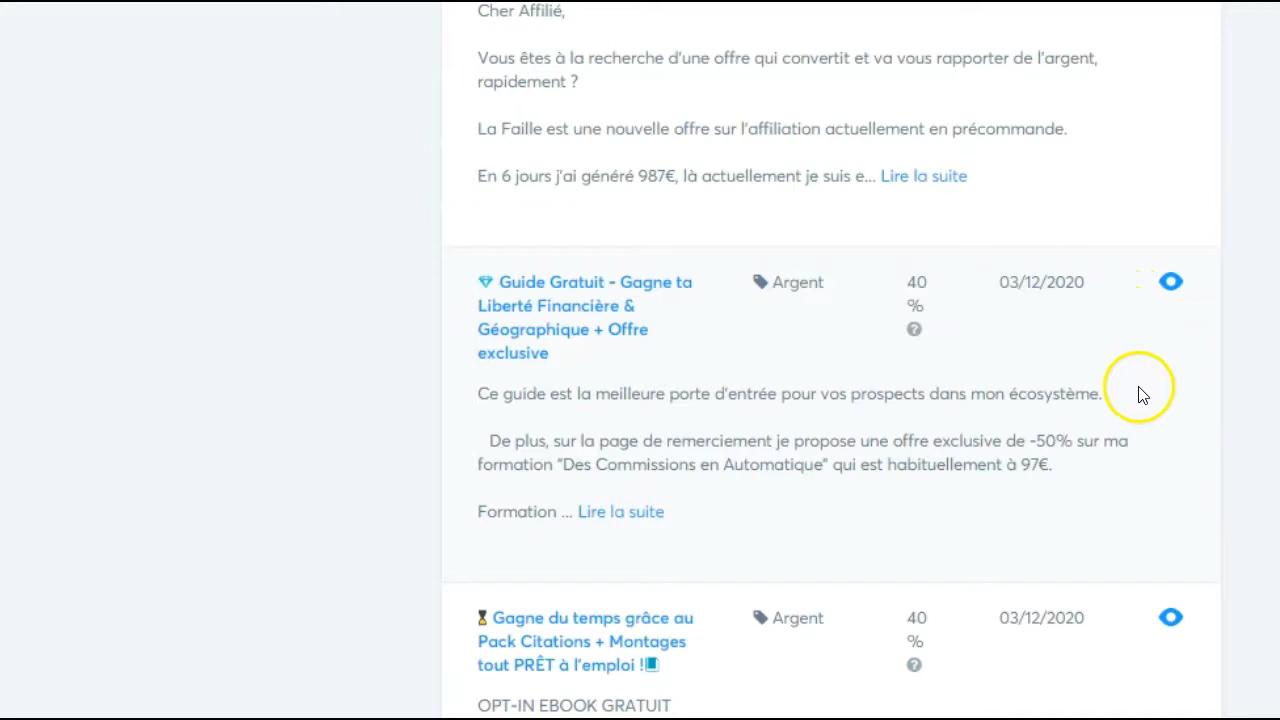 Cher Affilié,
Vous êtes à la recherche d'une offre qui convertit et va vous rapporter de l'argent,
rapidement ?
La Faille est une nouvelle offre sur l'affiliation actuellement en précommande.
En 6 jours j'ai généré 987€, là actuellement je suis e... Lire la suite
Guide Gratuit - Gagne ta
Liberté Financière &
Géographique + Offre
exclusive
Argent
40
%
03/12/2020
Ce guide est la meilleure porte d'entrée pour vos prospects dans mon écosystème.
De plus, sur la page de remerciement je propose une offre exclusive de -50% sur ma
formation "Des Commissions en Automatique" qui est habituellement à 97€.
Formation ... Lire la suite
Gagne du temps grâce au
Pack Citations + Montages
tout PRÊT à l'emploi !
Argent
40
%
03/12/2020
OPT-IN EBOOK GRATUIT